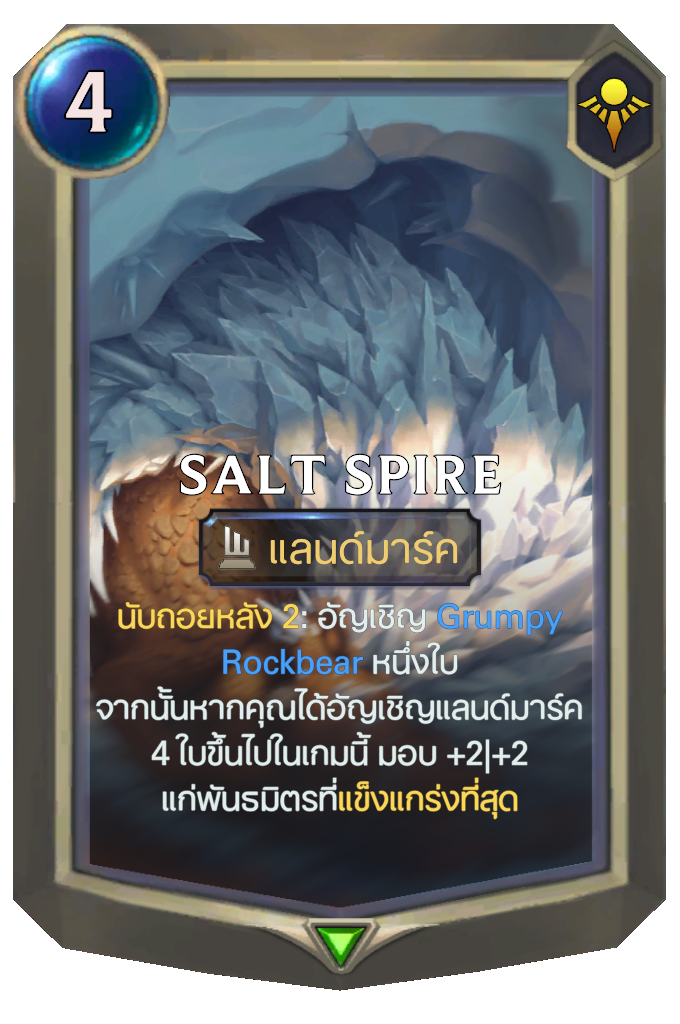 4
SALT SPIRE
แลนด์มาร์ค
นับถอยหลัง 2: อัญเชิญ Grumpy
Rockbear หนึ่งใบ
จากนั้นหากคุณได้อัญเชิญแลนด์มาร์ค
4 ใบขึ้นไปในเกมนี้ มอบ +2|+2
แก่พันธมิตรที่แข็งแกร่งที่สุด